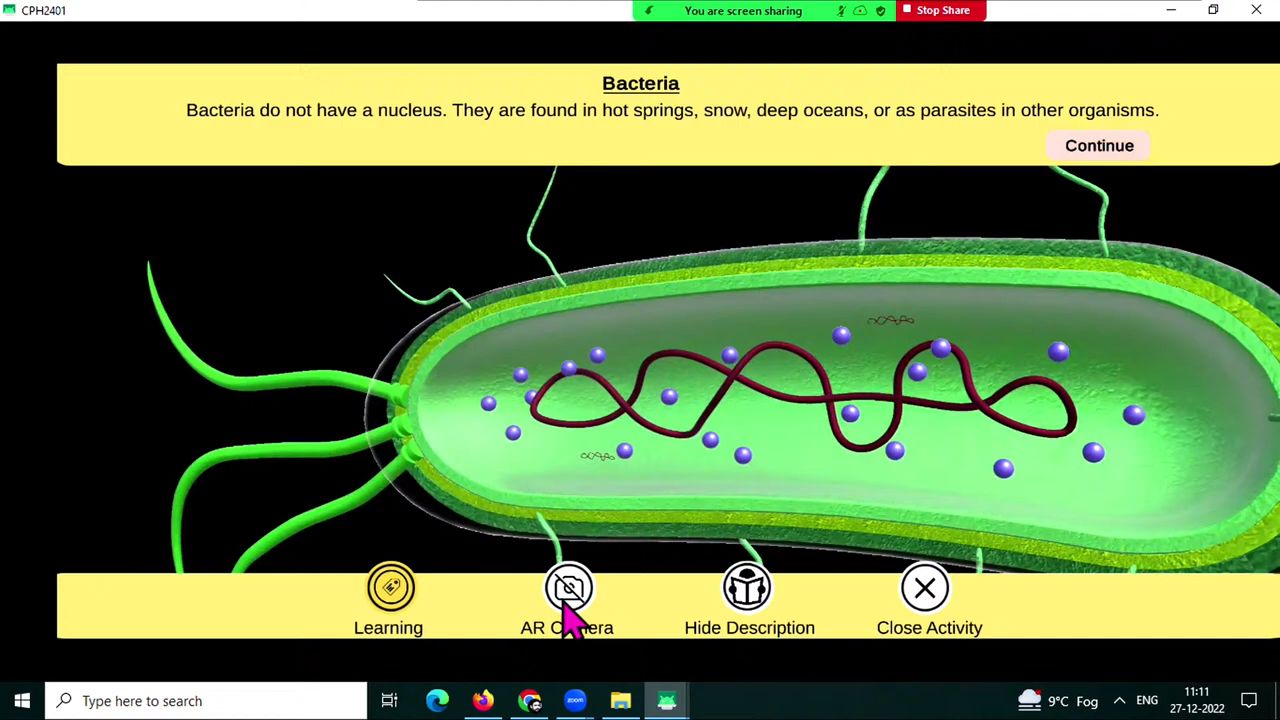 CPH2401
You are screen sharing
Stop Share
Bacteria
Bacteria do not have a nucleus. They are found in hot springs, snow, deep oceans, or as parasites in other organisms.
Continue
Learning
AR C
era
Hide Description
Close Activity
Type here to search
zoom
9°C Fog
ENG
11:11
27-12-2022